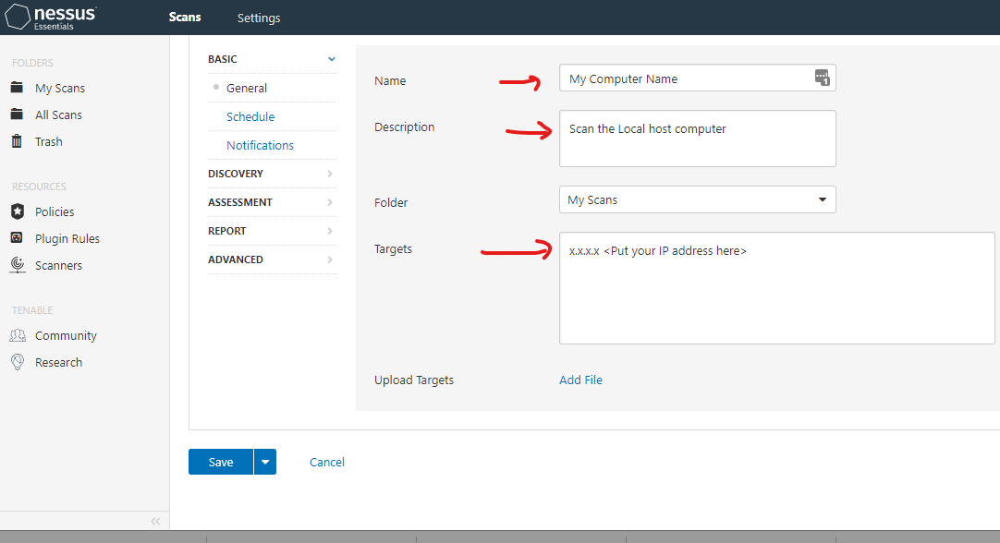 nessus
Essentials
Scans
Settings
FOLDERS
My Scans
All Scans
Trash
RESOURCES
Policies
Plugin Rules
Scanners
TENABLE
Community
Research
BASIC
General
Schedule
Notifications
DISCOVERY
ASSESSMENT
REPORT
ADVANCED
Name
My Computer Name
1
Description
Scan the Local host computer
Folder
My Scans
Targets
x.x.x.x <Put your IP address here>
Upload Targets
Add File
Save
Cancel